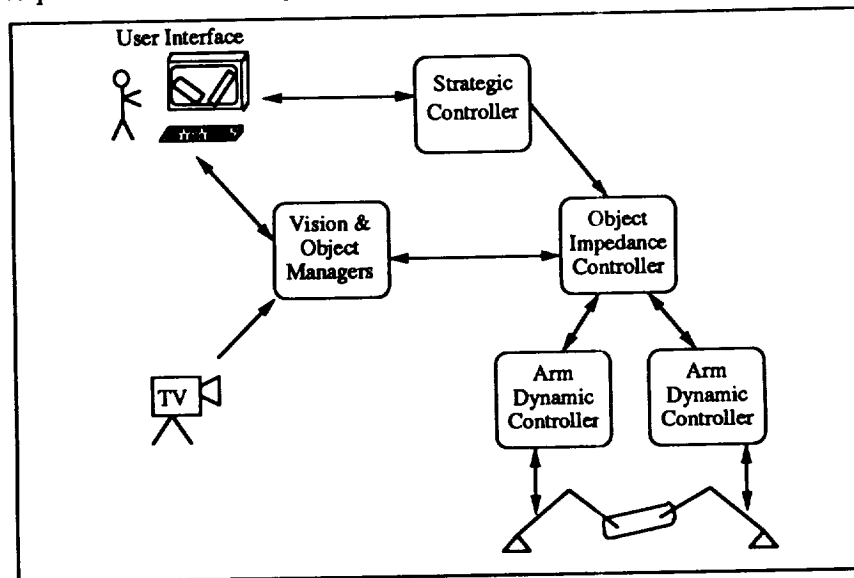 User Interface
Strategic
Controller
Vision &
Object
Managers
Object
Impedance
Controller
TV
Arm
Dynamic
Controller
Arm
Dynamic
Controller